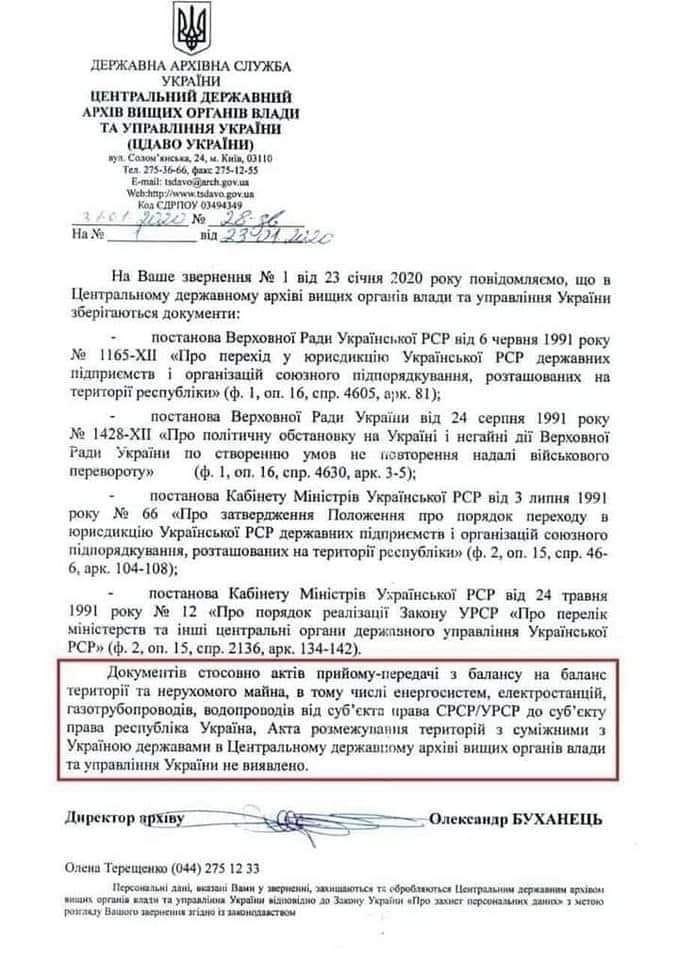 ДЕРЖАВНА АРХІВНА СЛУЖБА
УКРАЇНИ
ЦЕНТРАЛЬНИЙ ДЕРЖАВНИЙ
АРХІВ ВИЩИХ ОРГАНІВ ВЛАДИ
ТА УПРАВЛІННЯ УКРАЇНИ
(ЦДАВО УКРАЇНИ)
вул. Солом’янська, 24, м. Київ, 03110
Тел. 275-36-66, факс 275-12-55
E-mail: tsdavo@arch.gov.ua
Web:http://www.tsdavo.gov.ua
Код ЄДРПОУ 03494349
31.01 2020 № 28-зв
На № 1 від 23.01.2020
На Ваше звернення № 1 від 23 січня 2020 року повідомляємо, що в
Центральному державному архіві вищих органів влади та управління України
зберігаються документи:
- постанова Верховної Ради Української РСР від 6 червня 1991 року
№ 1165-XII «Про перехід у юрисдикцію Української РСР державних
підприємств і організацій союзного підпорядкування, розташованих на
території республіки» (ф. 1, оп. 16, спр. 4605, арк. 81);
- постанова Верховної Ради України від 24 серпня 1991 року
№ 1428-XII «Про політичну обстановку на Україні і негайні дії Верховної
Ради України по створенню умов не повторення надалі військового
перевороту» (ф. 1, оп. 16, спр. 4630, арк. 3-5);
- постанова Кабінету Міністрів Української РСР від 3 липня 1991
року № 66 «Про затвердження Положення про порядок переходу в
юрисдикцію Української РСР державних підприємств і організацій союзного
підпорядкування, розташованих на території республіки» (ф. 2, оп. 15, спр. 46-
6, арк. 104-108);
- постанова Кабінету Міністрів Української РСР від 24 травня
1991 року № 12 «Про порядок реалізації Закону УРСР «Про перелік
міністерств та інші центральні органи державного управління Української
РСР» (ф. 2, оп. 15, спр. 2136, арк. 134-142).
Документів стосовно актів прийому-передачі з балансу на баланс
території та нерухомого майна, в тому числі енергосистем, електростанцій,
газотрубопроводів, водопроводів від суб’єкта права СРСР/УРСР до суб’єкту
права республіка Україна, Акта розмежування територій з суміжними з
Україною державами в Центральному державному архіві вищих органів влади
та управління України не виявлено.
Директор архіву Олександр БУХАНЕЦЬ
Олена Терещенко (044) 275 12 33
Персональні дані, вказані Вами у зверненні, захищаються та обробляються Центральним державним архівом
вищих органів влади та управління України відповідно до Закону України «Про захист персональних даних» з метою
розгляду Вашого звернення згідно із законодавством